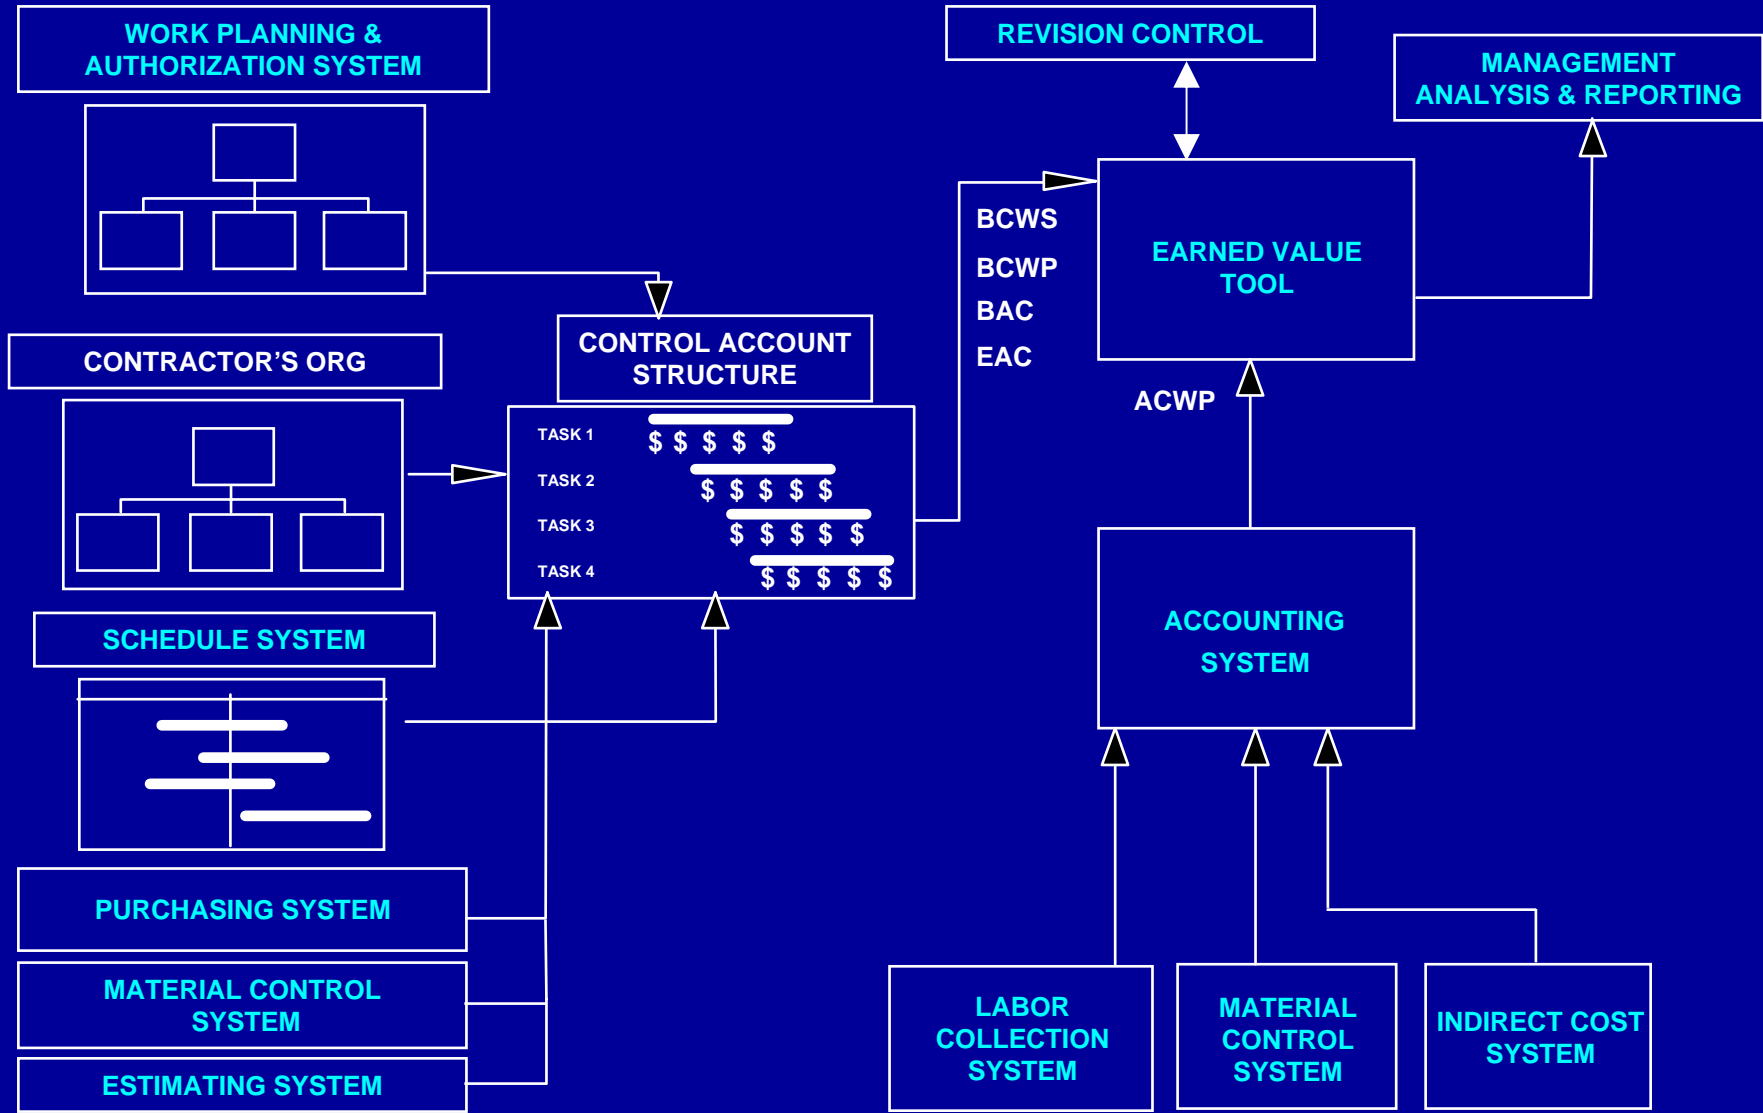 WORK PLANNING &
AUTHORIZATION SYSTEM
REVISION CONTROL
MANAGEMENT
ANALYSIS & REPORTING
BCWS
BCWP
BAC
EAC
EARNED VALUE
TOOL
CONTRACTOR'S ORG
CONTROL ACCOUNT
STRUCTURE
ACWP
TASK 1
$ $ $ $ $
TASK 2
$ $ $ $ $
TASK 3
$ $ $ $ $
TASK 4
$ $ $ $ $
SCHEDULE SYSTEM
ACCOUNTING
SYSTEM
PURCHASING SYSTEM
MATERIAL CONTROL
SYSTEM
ESTIMATING SYSTEM
LABOR
COLLECTION
SYSTEM
MATERIAL
CONTROL
SYSTEM
INDIRECT COST
SYSTEM